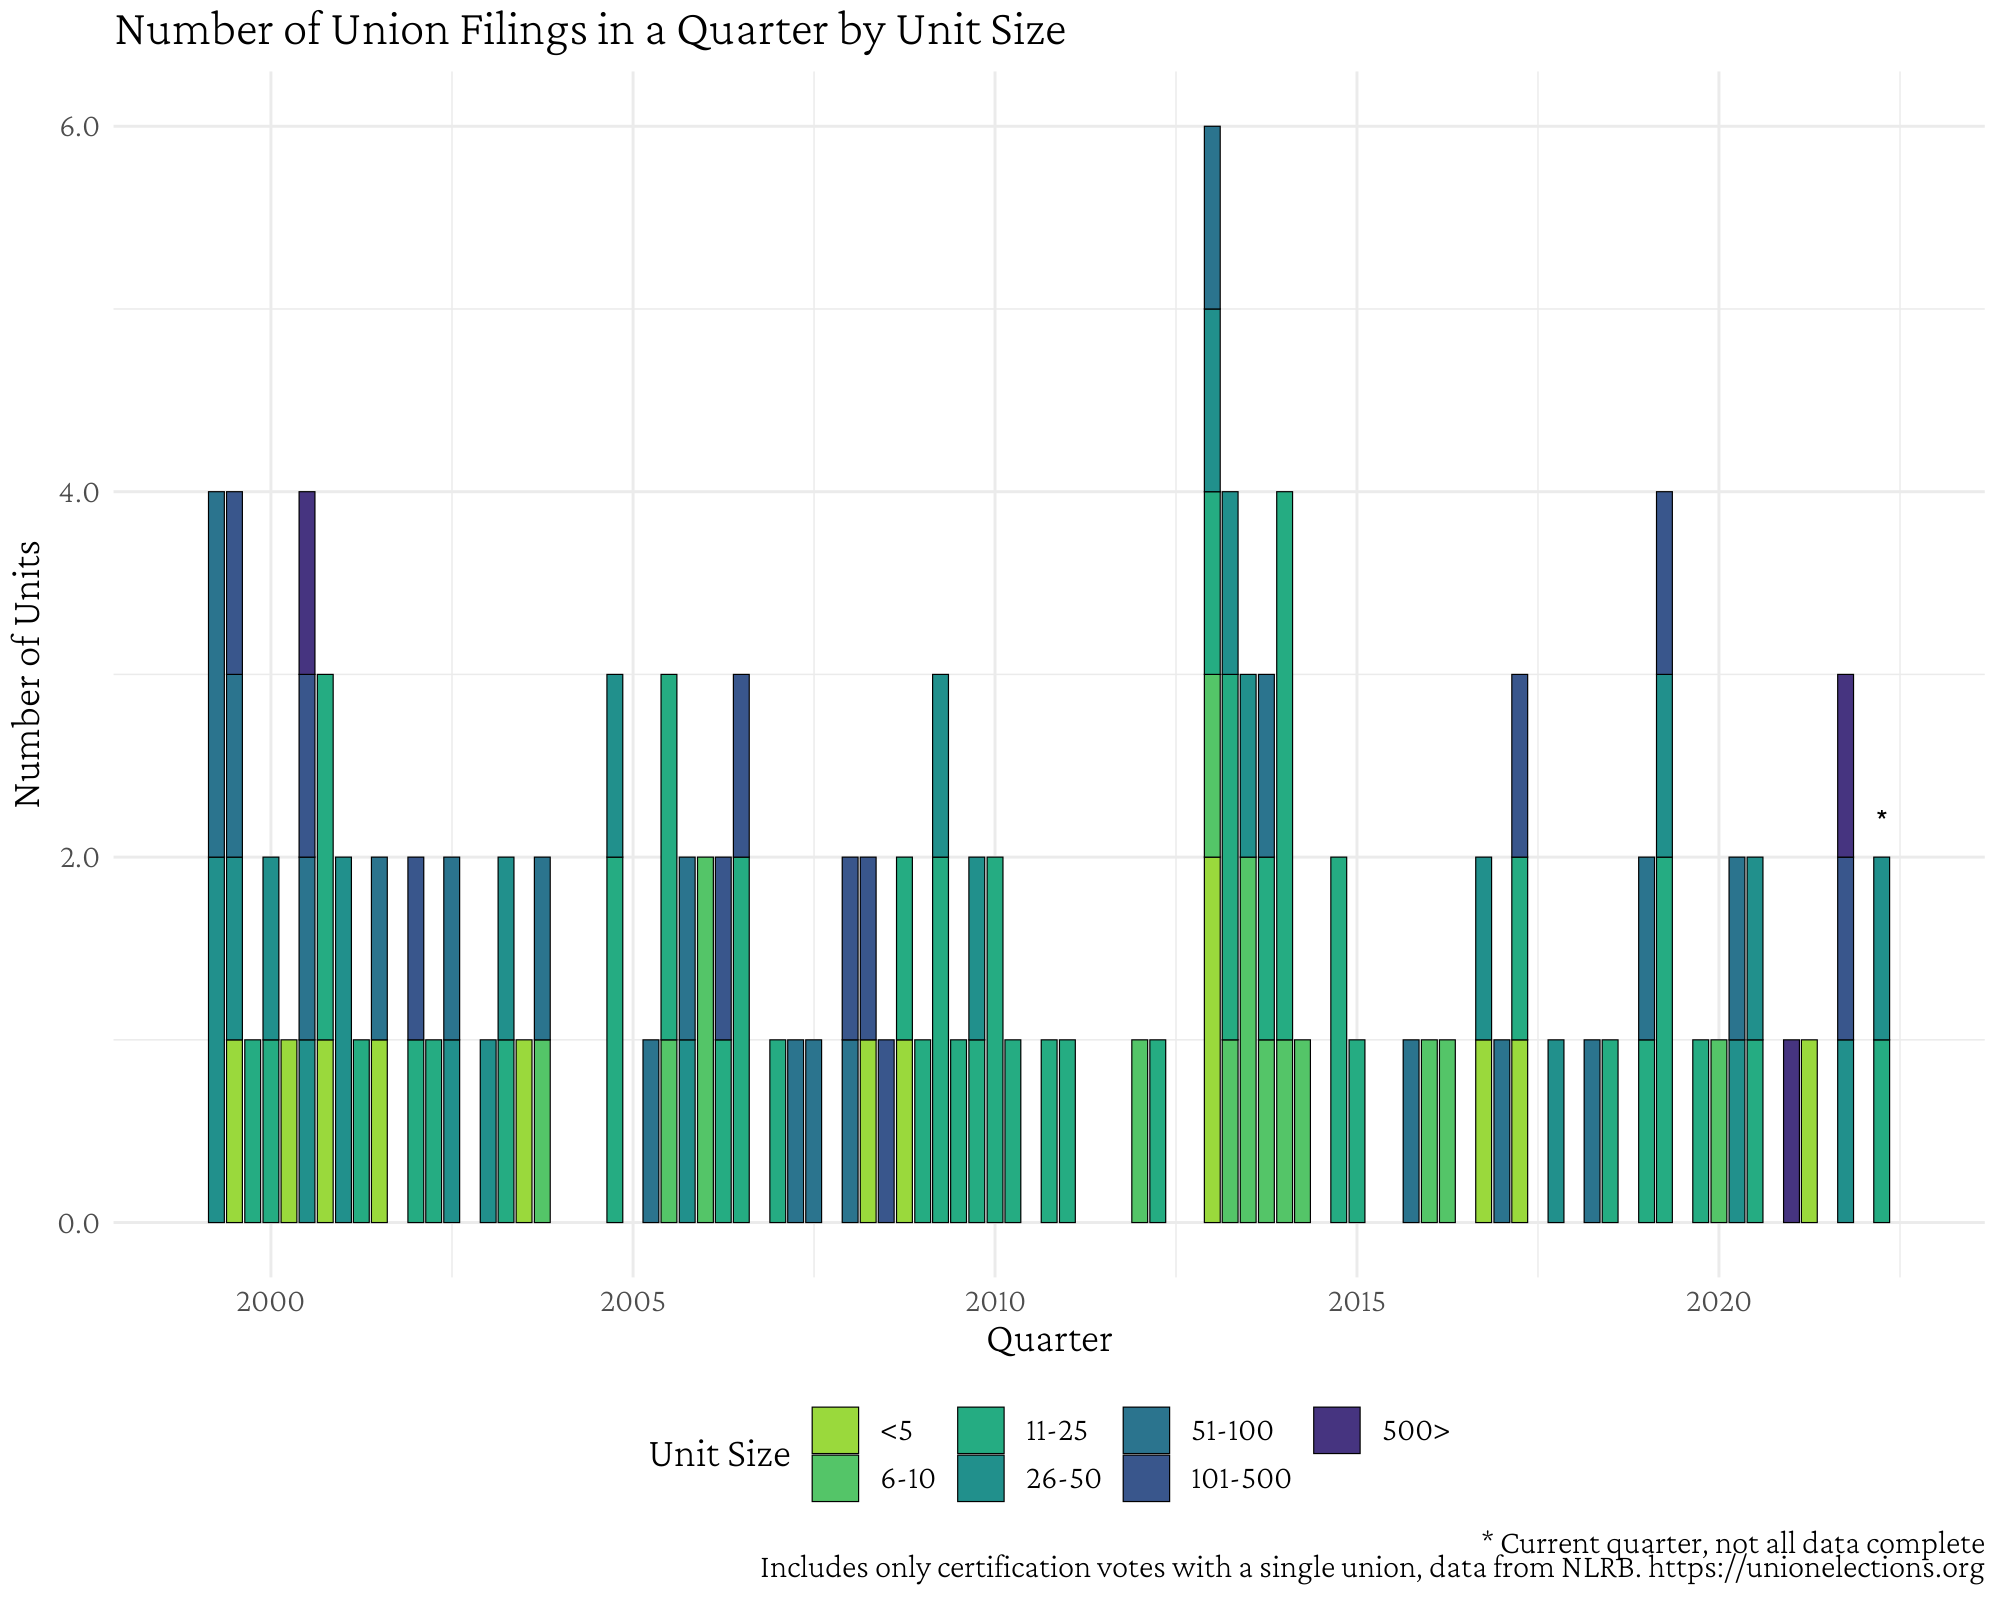 Number of Union Filings in a Quarter by Unit Size
Number of Units
6.0
4.0
2.0
0.0
*
2000 2005 2010 2015 2020
Quarter
Unit Size
<5 11-25 51-100 500>
6-10 26-50 101-500
* Current quarter, not all data complete
Includes only certification votes with a single union, data from NLRB. https://unionelections.org